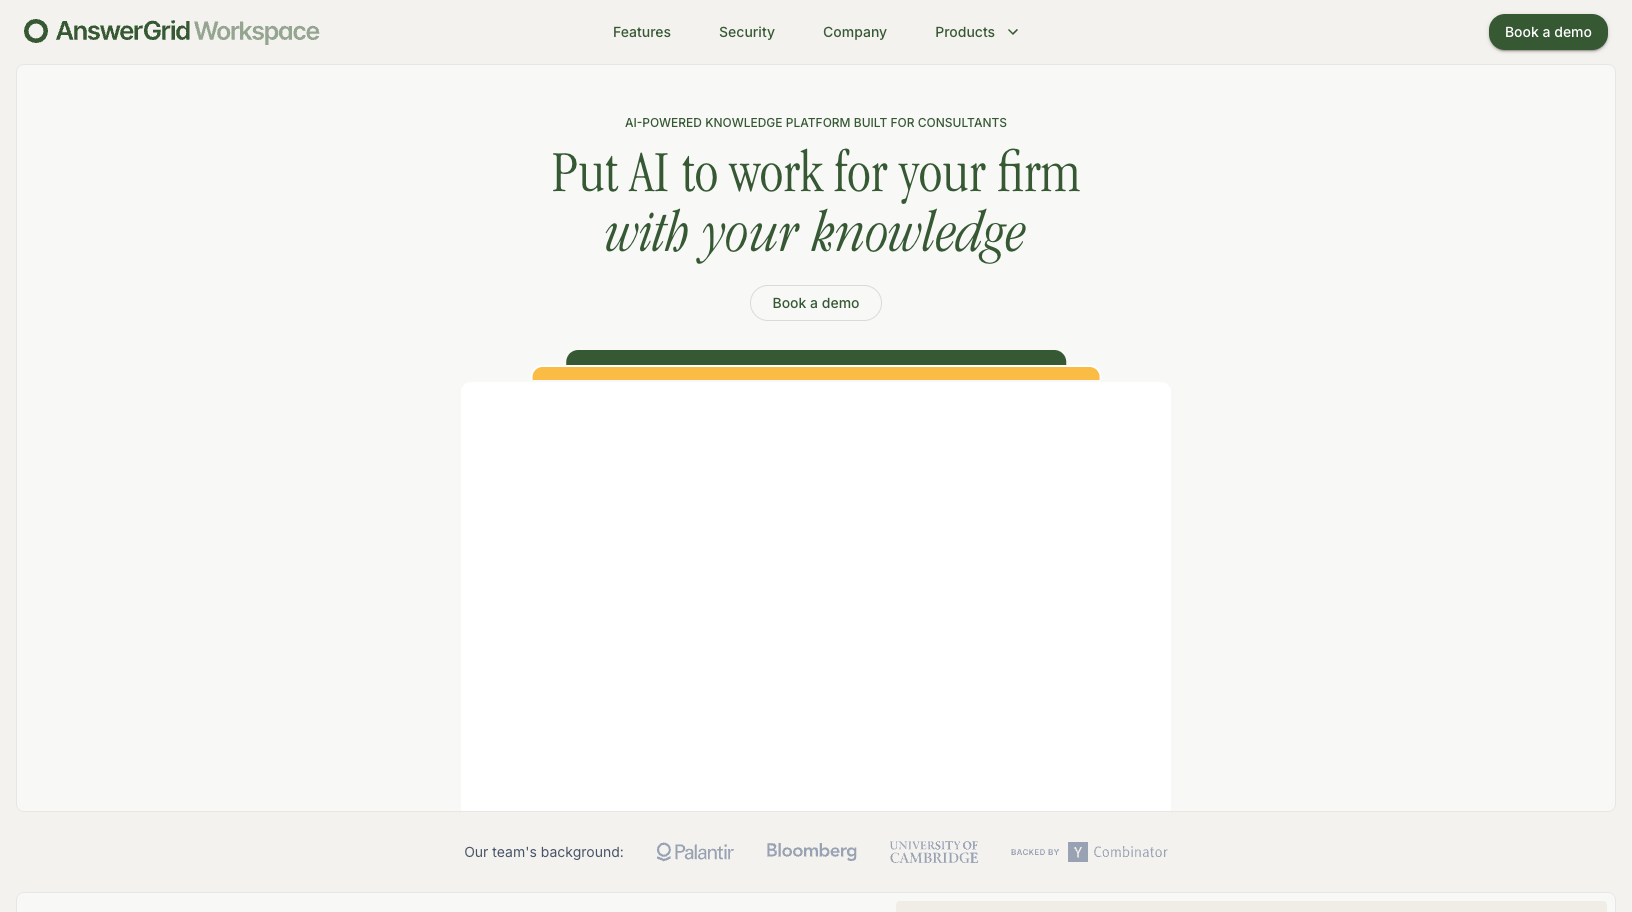 AnswerGrid Workspace
Features
Security
Company
Products
Book a demo
AI-POWERED KNOWLEDGE PLATFORM BUILT FOR CONSULTANTS
Put AI to work for your firm
with your knowledge
Book a demo
Our team's background:
Palantir
Bloomberg
UNIVERSITY OF
CAMBRIDGE
BACKED BY
Y Combinator